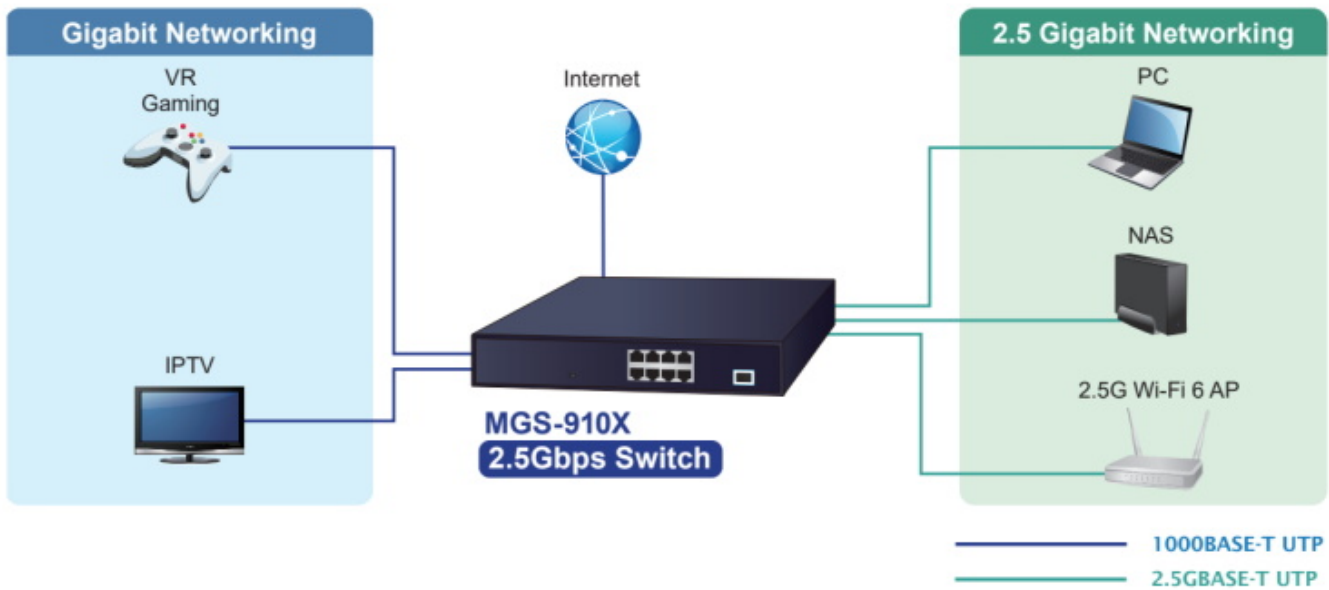 Gigabit Networking
VR
Gaming
IPTV
Internet
MGS-910X
2.5Gbps Switch
2.5 Gigabit Networking
PC
NAS
2.5G Wi-Fi 6 AP
1000BASE-T UTP
2.5GBASE-T UTP